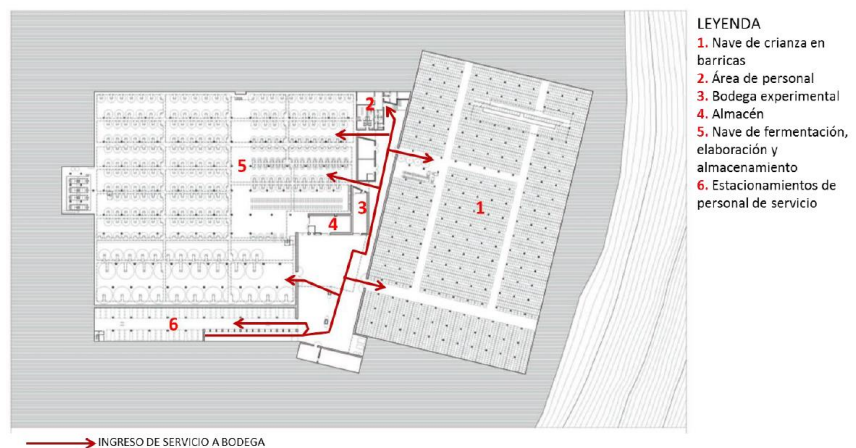 LEYENDA
1. Nave de crianza en
barricas
2. Área de personal
3. Bodega experimental
4. Almacén
5. Nave de fermentación,
elaboración y
almacenamiento
6. Estacionamientos de
personal de servicio
2
5
1
3
4
6
INGRESO DE SERVICIO A BODEGA